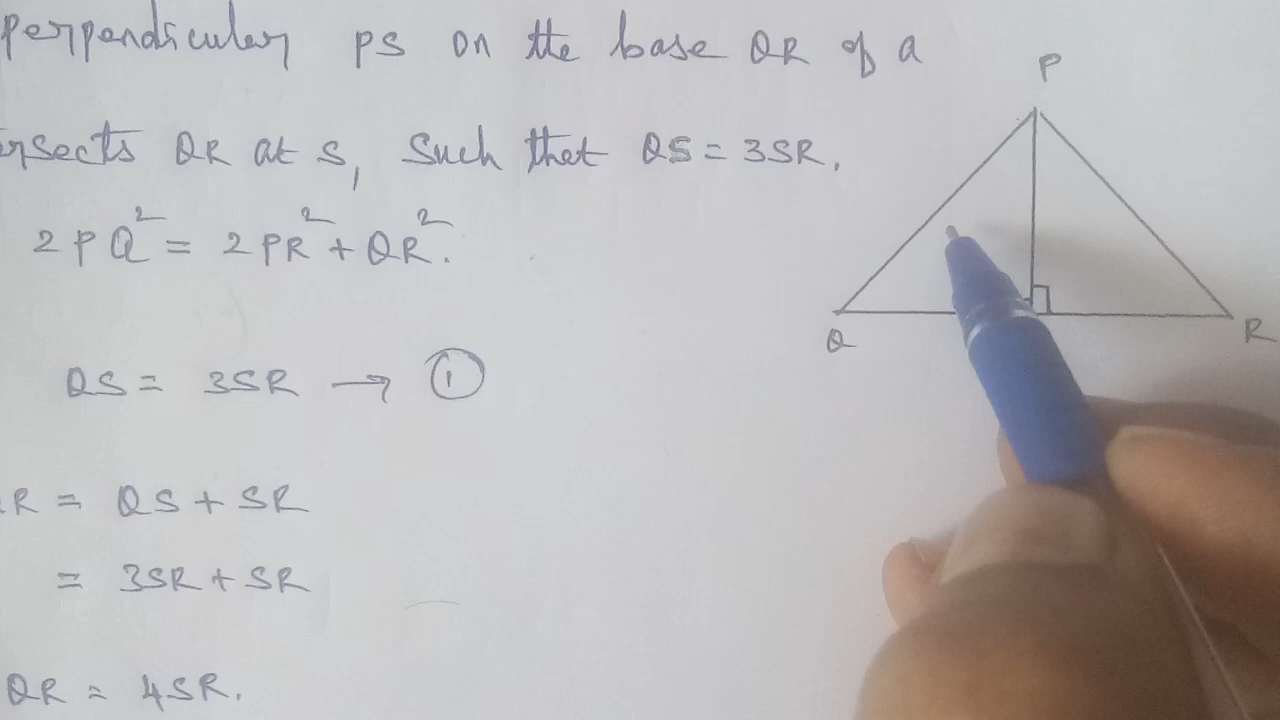 perpendicular PS on the base QR of a
P
ersects QR at S, Such that QS = 3SR.
2PQ² = 2PR² + QR².
Q
R
QS = 3SR → ①
R = QS + SR
= 3SR + SR
QR = 4SR.